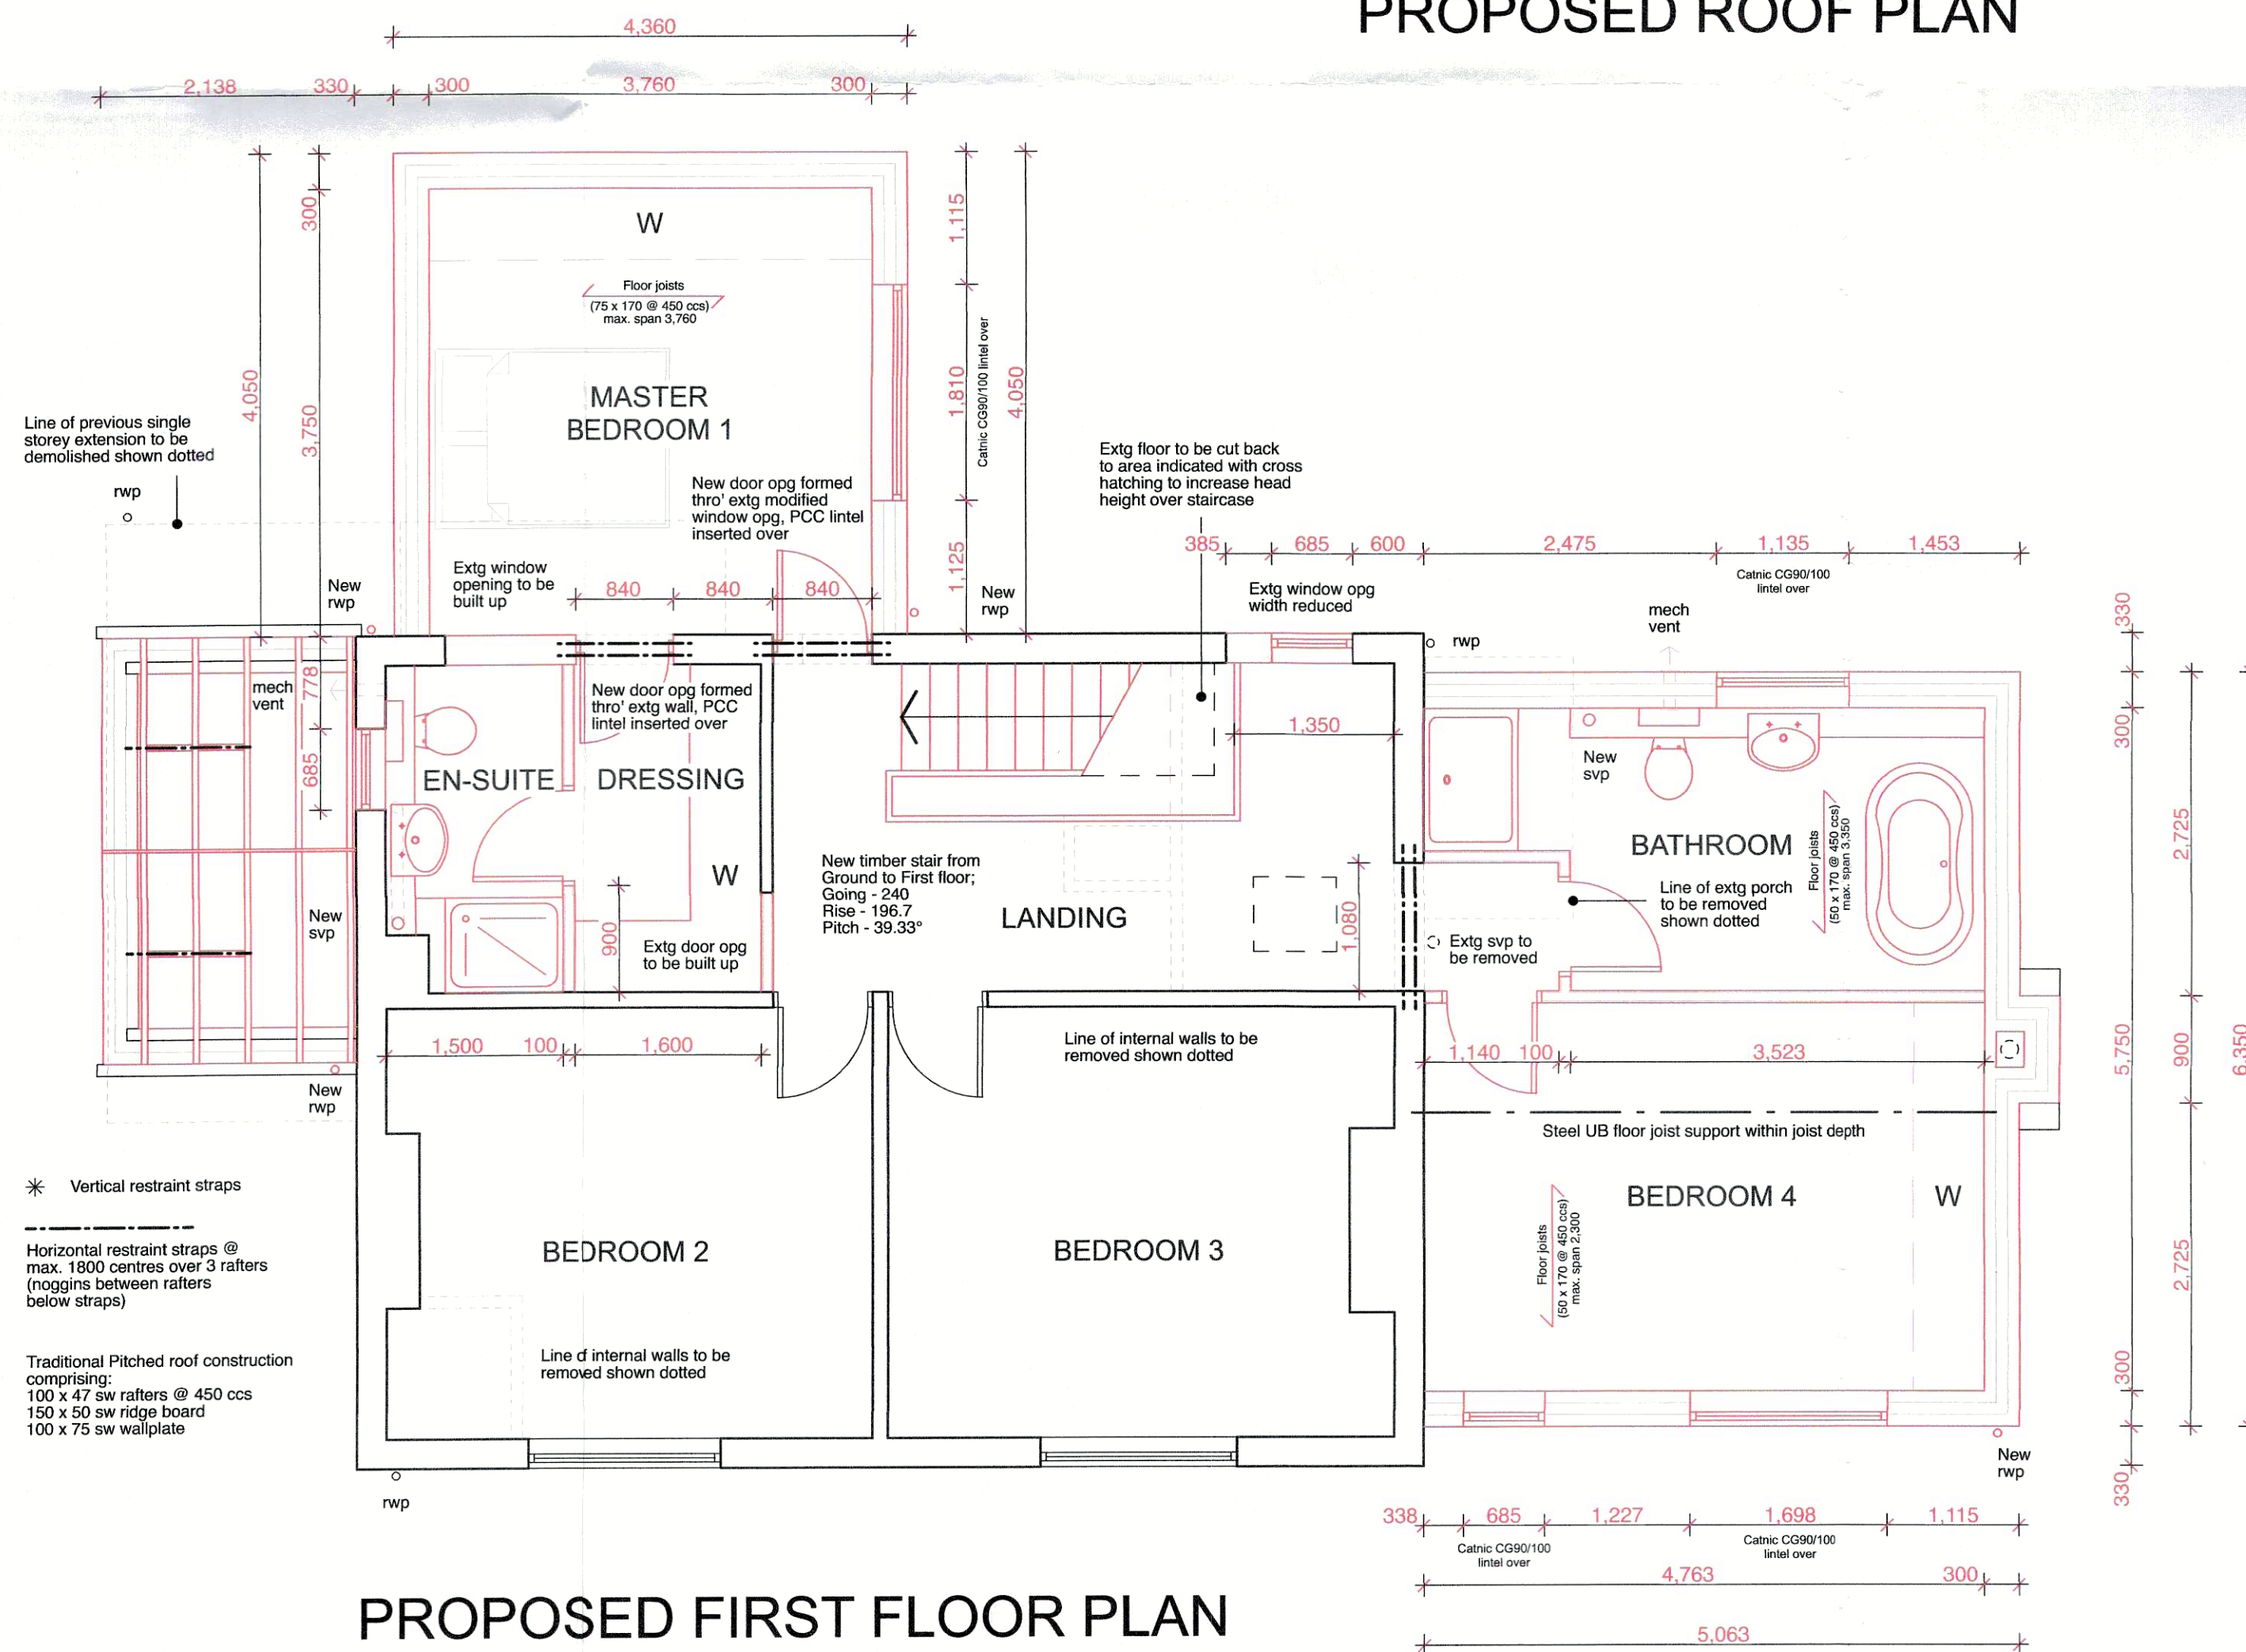 PROPOSED ROOF PLAN
4,360
2,138
330
300
3,760
300
300
4,050
3,750
778
685
1,115
1,810
1,125
Catnic CG90/100 lintel over
4,050
W
Floor joists
(75 x 170 @ 450 ccs)
max. span 3,760
MASTER
BEDROOM 1
New door opg formed
thro' extg modified
window opg, PCC lintel
inserted over
Extg window
opening to be
built up
840
840
840
Line of previous single
storey extension to be
demolished shown dotted
rwp
New
rwp
New
rwp
Extg floor to be cut back
to area indicated with cross
hatching to increase head
height over staircase
385
685
600
2,475
1,135
1,453
Extg window opg
width reduced
Catnic CG90/100
lintel over
mech
vent
rwp
mech
vent
New door opg formed
thro' extg wall, PCC
lintel inserted over
EN-SUITE
DRESSING
W
900
Extg door opg
to be built up
New
svp
New timber stair from
Ground to First floor;
Going - 240
Rise - 196.7
Pitch - 39.33°
LANDING
1,350
1,080
New
svp
BATHROOM
Floor joists
(50 x 170 @ 450 ccs)
max. span 3,350
Line of extg porch
to be removed
shown dotted
Extg svp to
be removed
330
300
5,750
300
330
2,725
900
2,725
6,350
New
rwp
1,500
100
1,600
Line of internal walls to be
removed shown dotted
1,140
100
3,523
Steel UB floor joist support within joist depth
BEDROOM 4
W
Floor joists
(50 x 170 @ 450 ccs)
max. span 2,300
BEDROOM 2
BEDROOM 3
Line of internal walls to be
removed shown dotted
Vertical restraint straps
Horizontal restraint straps @
max. 1800 centres over 3 rafters
(noggins between rafters
below straps)
Traditional Pitched roof construction
comprising:
100 x 47 sw rafters @ 450 ccs
150 x 50 sw ridge board
100 x 75 sw wallplate
rwp
New
rwp
338
685
1,227
1,698
1,115
Catnic CG90/100
lintel over
Catnic CG90/100
lintel over
4,763
300
5,063
PROPOSED FIRST FLOOR PLAN